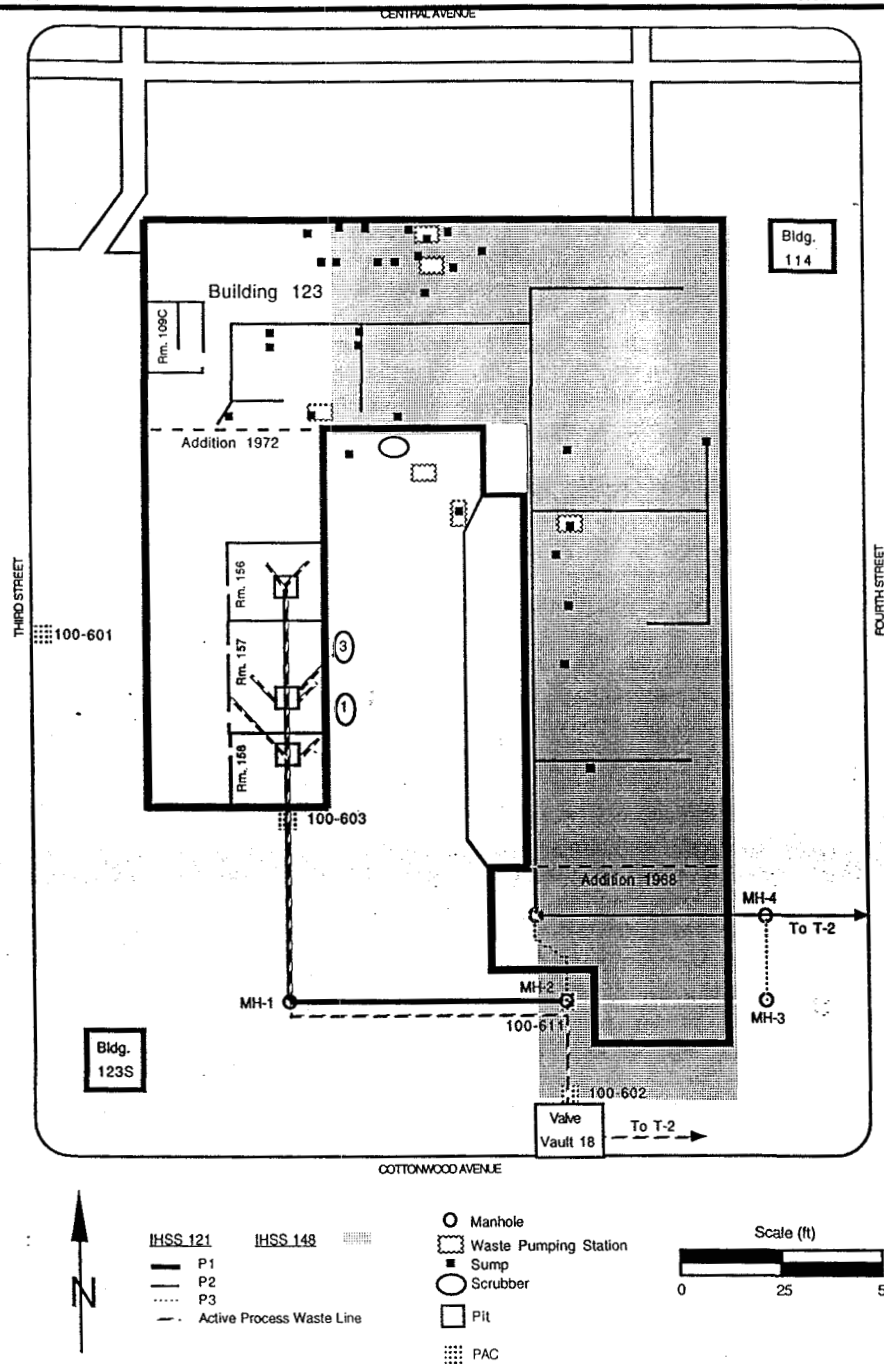 CENTRAL AVENUE
Bldg.
114
Building 123
Rm. 109C
Addition 1972
THIRD STREET
FOURTH STREET
Rm. 156
100-601
Rm. 157
3
1
Rm. 158
100-603
Addition 1968
MH-4
To T-2
MH-1
MH-2
MH-3
100-611
Bldg.
123S
100-602
Valve
Vault 18
To T-2
COTTONWOOD AVENUE
N
IHSS 121
IHSS 148
P1
P2
P3
Active Process Waste Line
Manhole
Waste Pumping Station
Sump
Scrubber
Pit
PAC
Scale (ft)
0
25
5